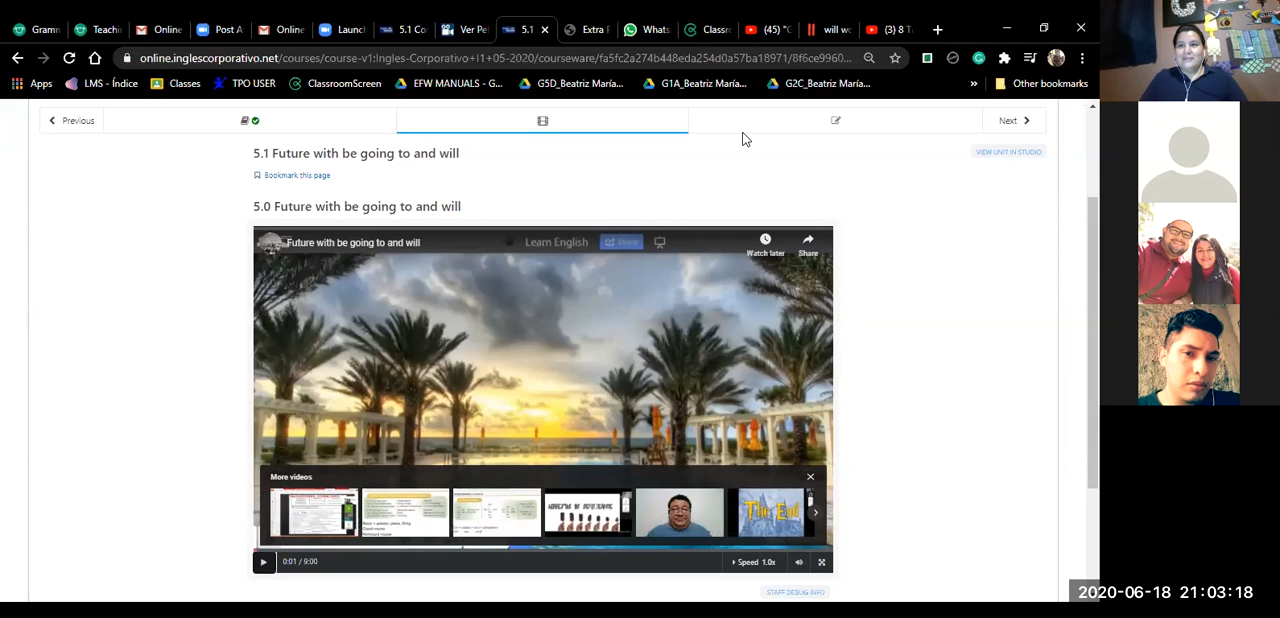 Gramm
Teachi
Online
Post A
Online
Launc
5.1 Co
Ver Pel
5.1
Extra F
Whats
Classr
(45) "C
will wo
(3) 8 T
online.inglescorporativo.net/courses/course-v1:Ingles-Corporativo+I1+05-2020/courseware/fa5fc2a274b448eda254d0a57ba18971/8f6ce9960...
Apps
LMS - Índice
Classes
TPO USER
ClassroomScreen
EFW MANUALS - G...
G5D_Beatriz María...
G1A_Beatriz María...
G2C_Beatriz María...
»
Other bookmarks
Previous
Next
5.1 Future with be going to and will
VIEW UNIT IN STUDIO
Bookmark this page
5.0 Future with be going to and will
Future with be going to and will
Learn English
Share
Watch later
Share
More videos
The End
0:01 / 9:00
Speed 1.0x
STAFF DEBUG INFO
2020-06-18 21:03:18